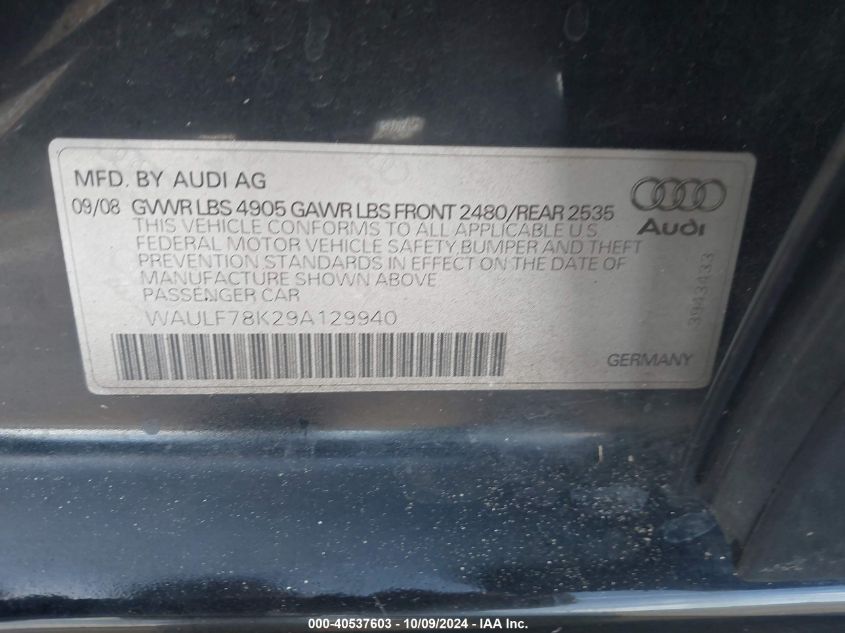 MFD. BY AUDI AG
09/08 GVWR LBS 4905 GAWR LBS FRONT 2480/REAR 2535
THIS VEHICLE CONFORMS TO ALL APPLICABLE U.S.
FEDERAL MOTOR VEHICLE SAFETY, BUMPER AND THEFT
PREVENTION STANDARDS IN EFFECT ON THE DATE OF
MANUFACTURE SHOWN ABOVE
PASSENGER CAR
WAULF78K29A129940
Audi
3943433
GERMANY
000-40537603 - 10/09/2024 - IAA Inc.